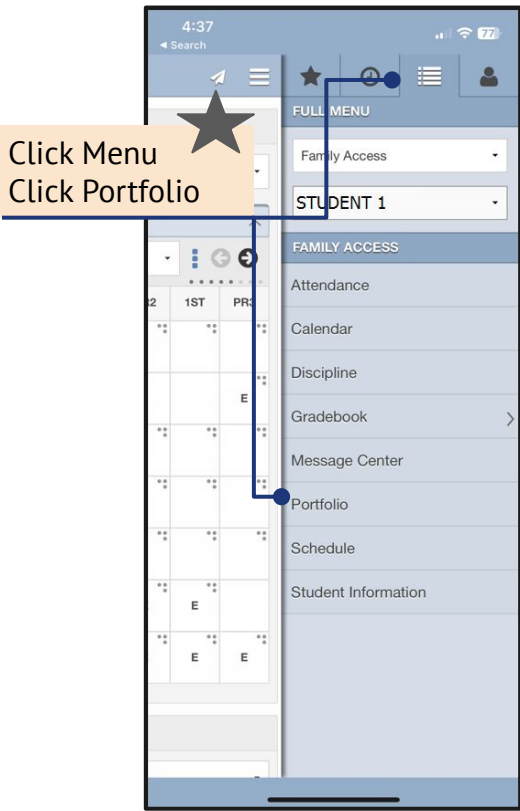 4:37
77
◀ Search
FULL MENU
Click Menu
Click Portfolio
Family Access
STUDENT 1
FAMILY ACCESS
Attendance
1ST
Calendar
Discipline
E
Gradebook
Message Center
Portfolio
Schedule
E
Student Information
E E